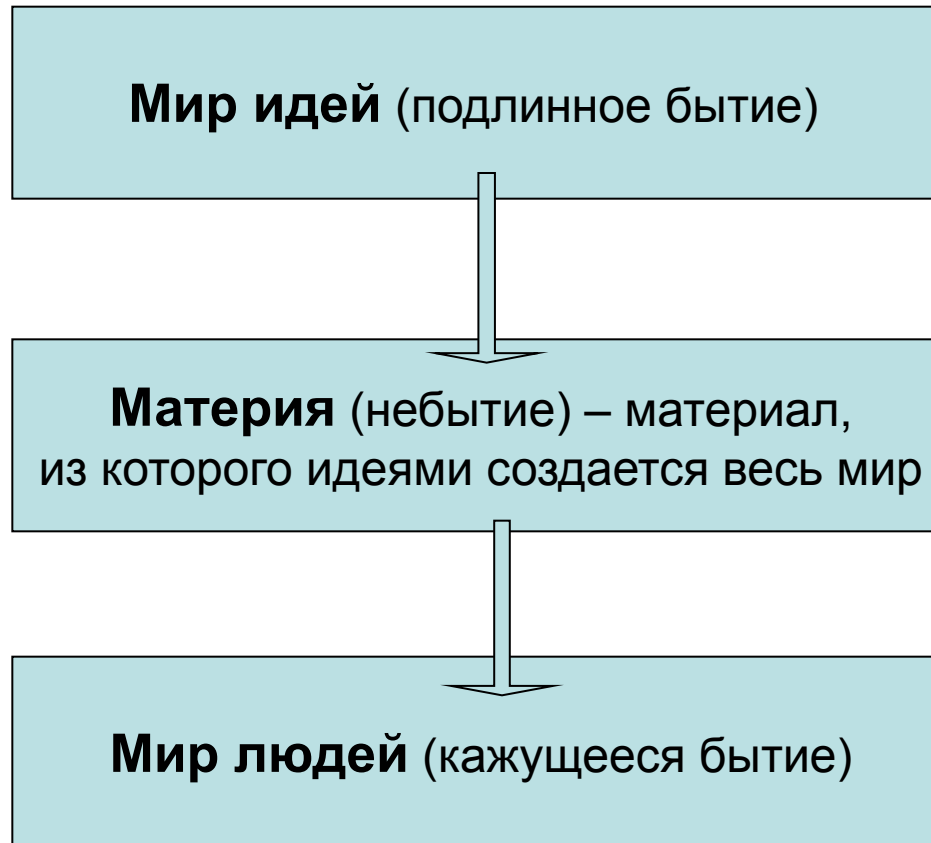 Мир идей (подлинное бытие)
Материя (небытие) – материал,
из которого идеями создается весь мир
Мир людей (кажущееся бытие)